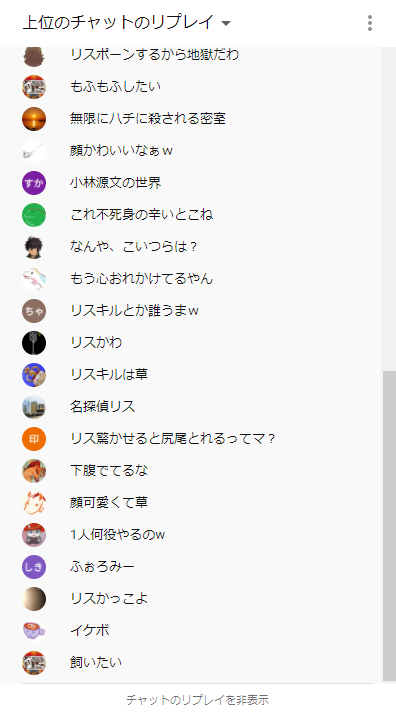 上位のチャットのリプレイ
リスポーンするから地獄だわ
もふもふしたい
無限にハチに殺される密室
顔かわいいなぁｗ
すか
小林源文の世界
これ不死身の辛いとこね
なんや、こいつらは？
もう心おれかけてるやん
ちゃ
リスキルとか誰うまｗ
リスかわ
リスキルは草
名探偵リス
印
リス驚かせると尻尾とれるってマ？
下腹でてるな
顔可愛くて草
1人何役やるのw
しき
ふぉろみー
リスかっこよ
イケボ
飼いたい
チャットのリプレイを非表示